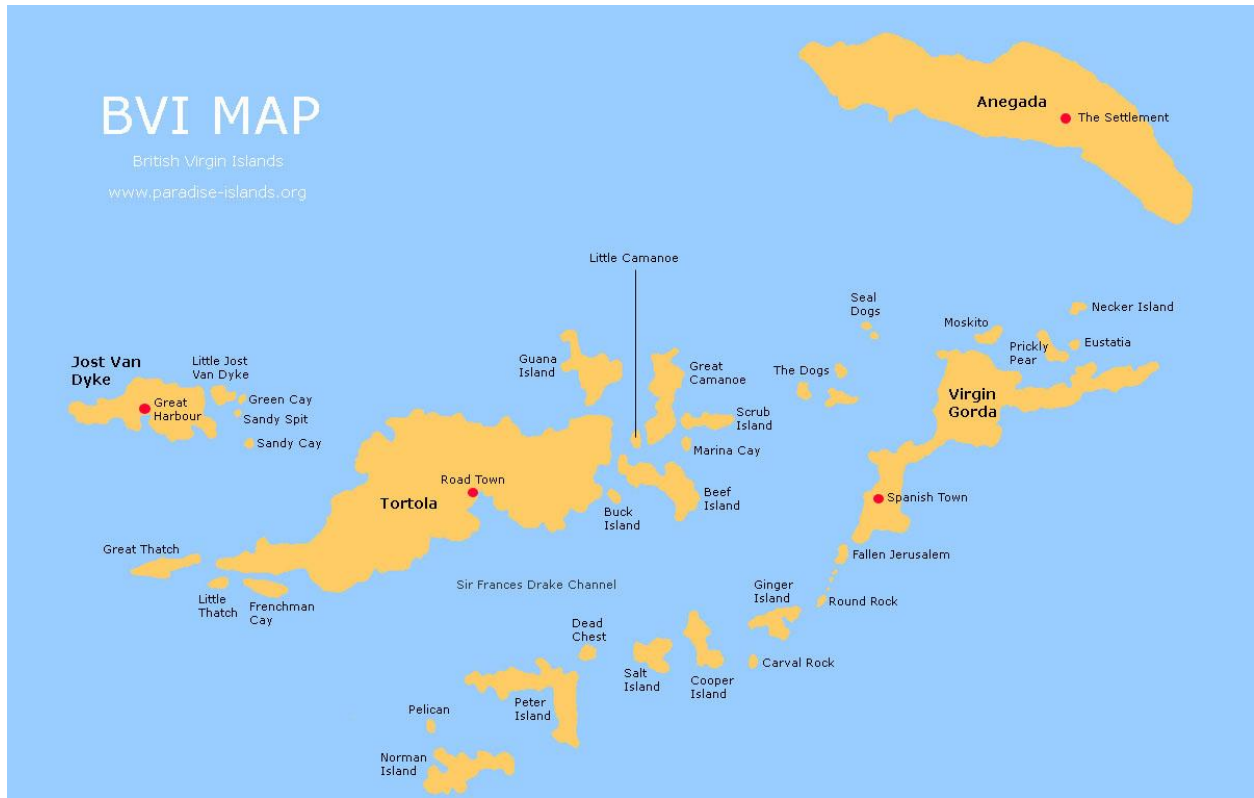 BVI MAP
British Virgin Islands
www.paradise-islands.org
Anegada
The Settlement
Little Camanoe
Seal
Dogs
Necker Island
Moskito
Prickly
Pear
Eustatia
Jost Van
Dyke
Little Jost
Van Dyke
Guana
Island
Great
Camanoe
The Dogs
Virgin
Gorda
Great
Harbour
Green Cay
Sandy Spit
Sandy Cay
Scrub
Island
Marina Cay
Road Town
Tortola
Buck
Island
Beef
Island
Spanish Town
Great Thatch
Little
Thatch
Frenchman
Cay
Sir Frances Drake Channel
Fallen Jerusalem
Ginger
Island
Round Rock
Dead
Chest
Salt
Island
Cooper
Island
Carval Rock
Pelican
Peter
Island
Norman
Island